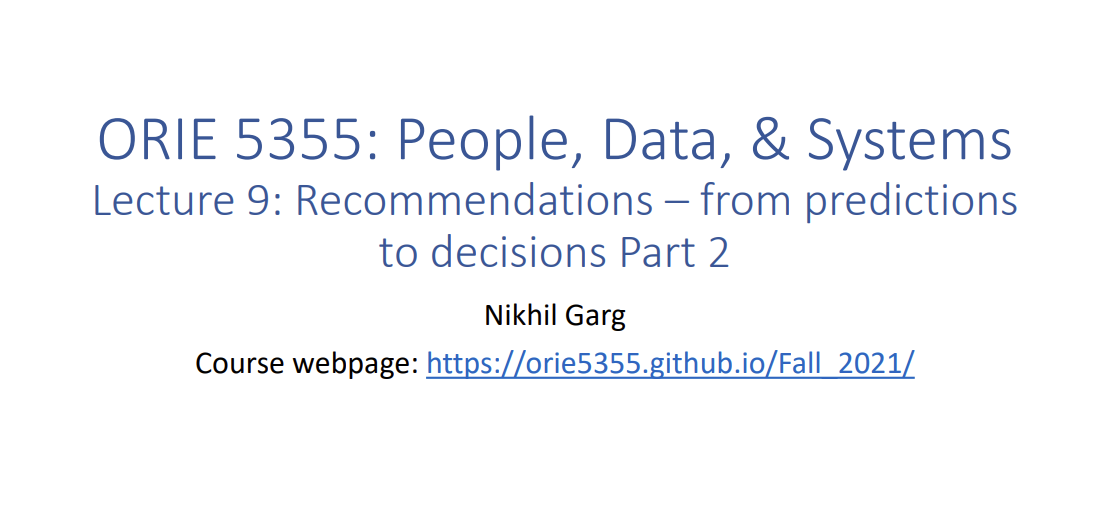 ORIE 5355: People, Data, & Systems
Lecture 9: Recommendations – from predictions
to decisions Part 2
Nikhil Garg
Course webpage: https://orie5355.github.io/Fall_2021/